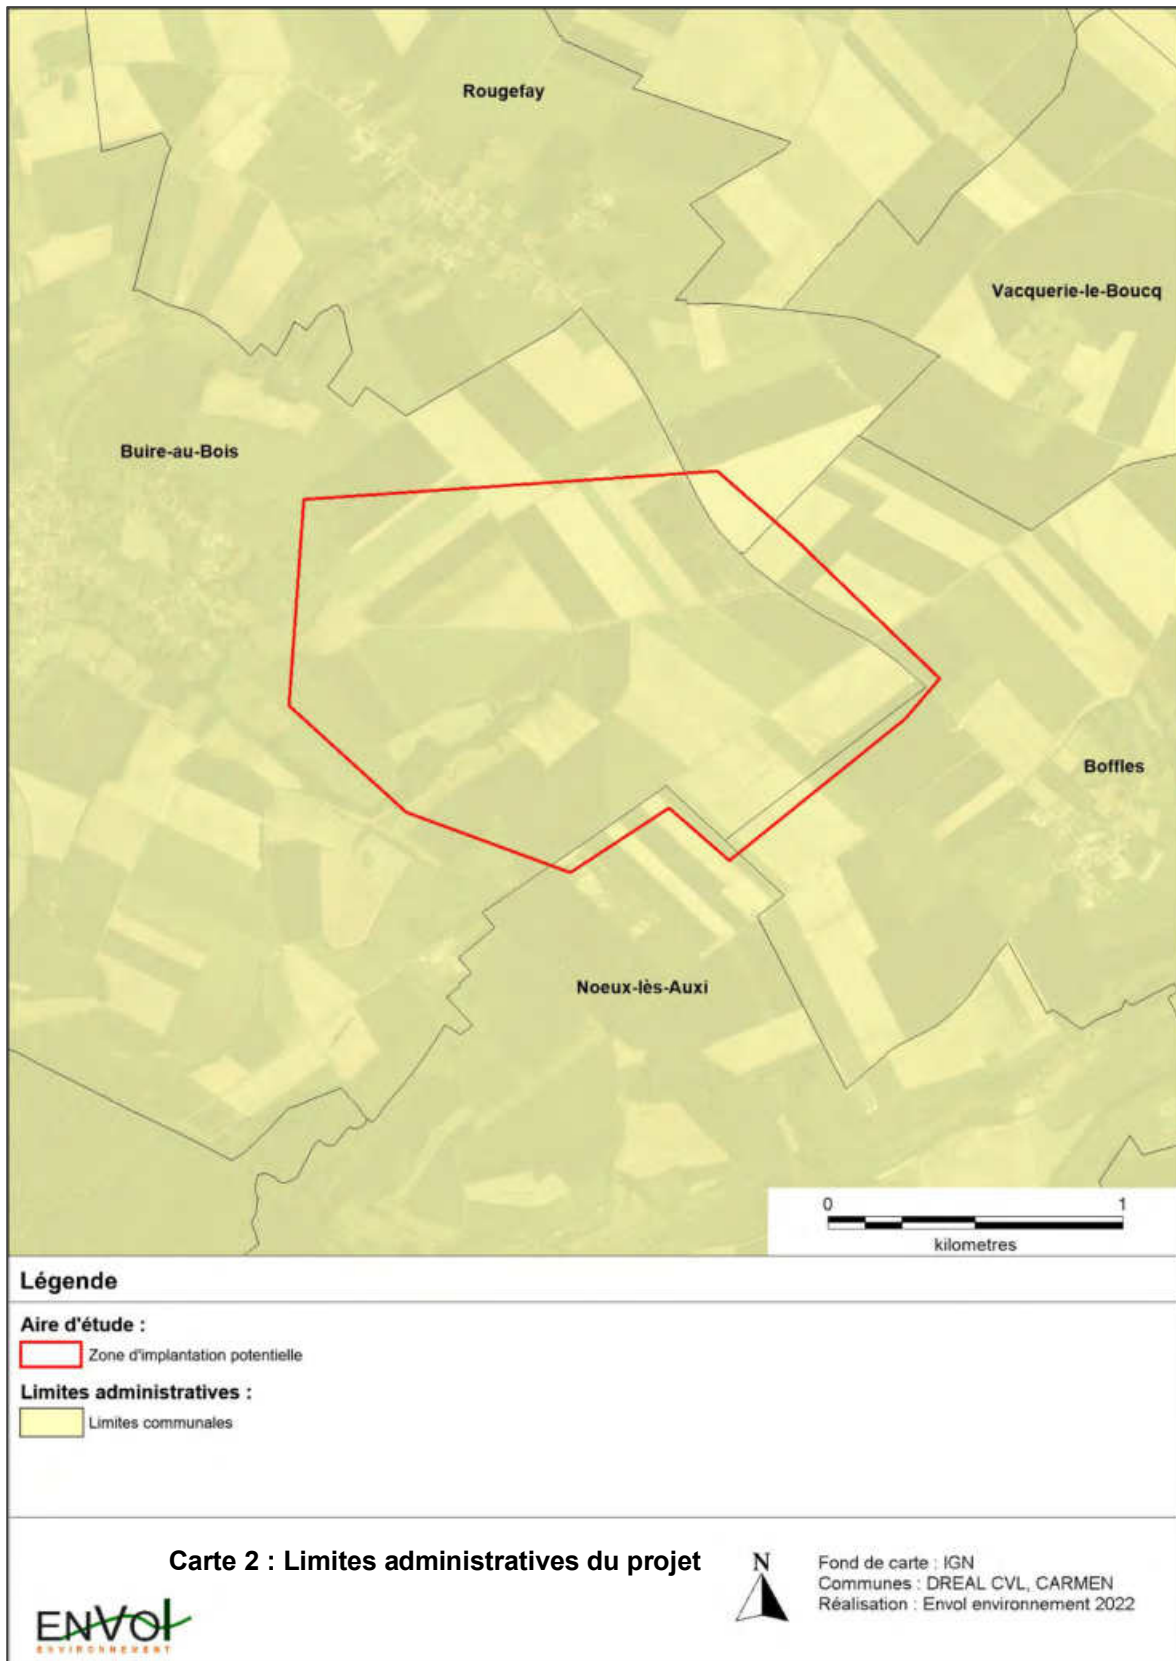 Rougefay
Vacquerie-le-Boucq
Buire-au-Bois
Boffles
Noeux-lès-Auxi
0 1
kilometres
Légende
Aire d'étude :
Zone d'implantation potentielle
Limites administratives :
Limites communales
Carte 2 : Limites administratives du projet
N
Fond de carte : IGN
Communes : DREAL CVL, CARMEN
Réalisation : Envol environnement 2022
ENVOl
ENVIRONNEMENT